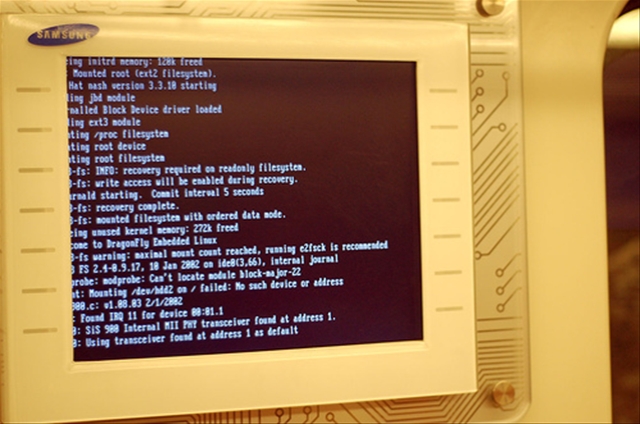 SAMSUNG
ing initrd memory: 120k freed
Mounted root (ext2 filesystem).
Hat nash version 3.3.10 starting
ing jbd module
rnalled Block Device driver loaded
ing ext3 module
ting /proc filesystem
ting root device
ting root filesystem
-fs: INFO: recovery required on readonly filesystem.
-fs: write access will be enabled during recovery.
rnald starting.  Commit interval 5 seconds
-fs: recovery complete.
-fs: mounted filesystem with ordered data mode.
ing unused kernel memory: 272k freed
come to DragonFly Embedded Linux
-fs warning: maximal mount count reached, running e2fsck is recommended
FS 2.4-0.9.17, 10 Jan 2002 on ide0(3,66), internal journal
probe: modprobe: Can't locate module block-major-22
nt: Mounting /dev/hdd2 on / failed: No such device or address
900.c: v1.08.03 2/1/2002
: Found IRQ 11 for device 00:01.1
: SiS 900 Internal MII PHY transceiver found at address 1.
: Using transceiver found at address 1 as default